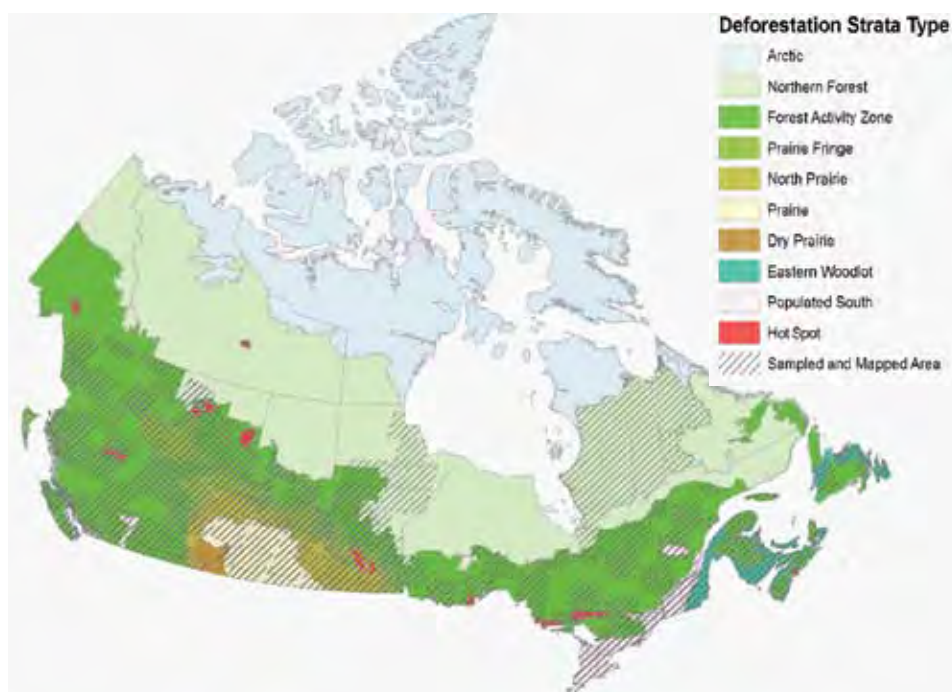 Deforestation Strata Type
Arctic
Northern Forest
Forest Activity Zone
Prairie Fringe
North Prairie
Prairie
Dry Prairie
Eastern Woodlot
Populated South
Hot Spot
Sampled and Mapped Area